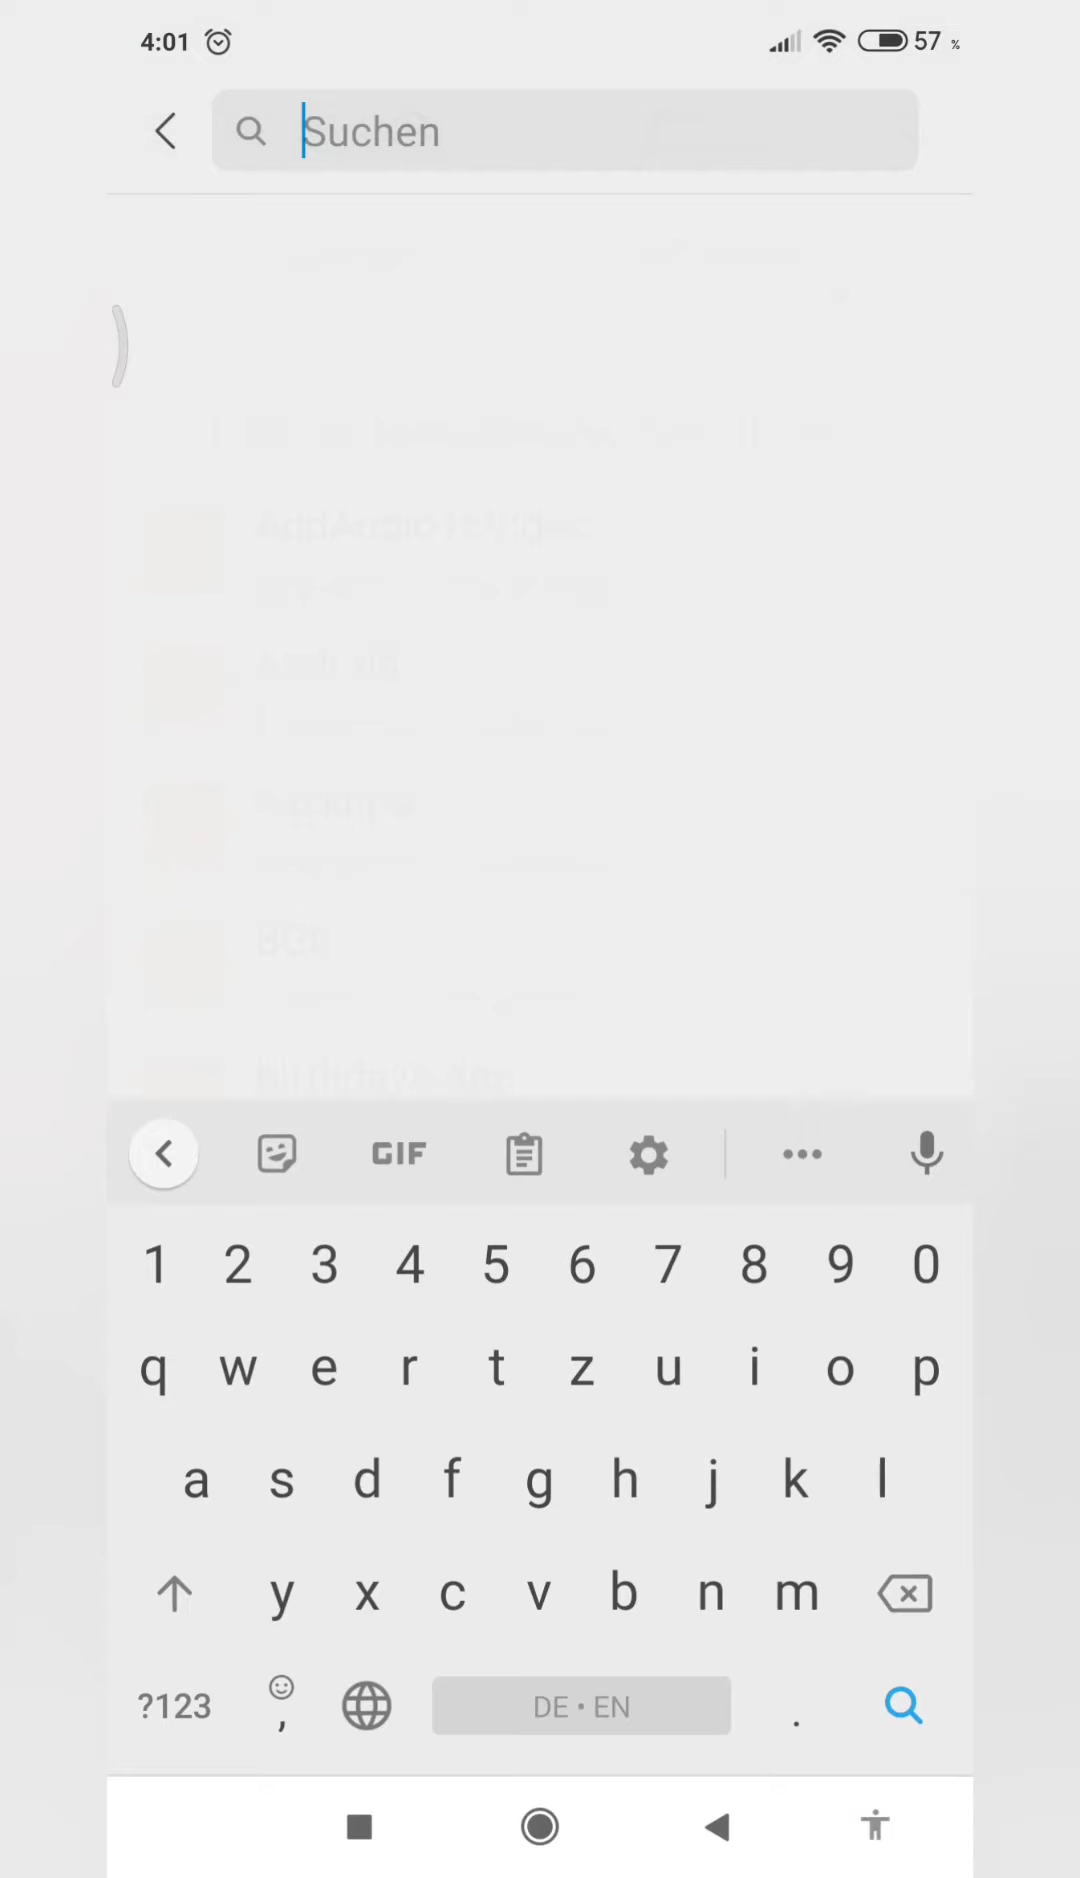 4:01 57 %
Suchen
GIF
1 2 3 4 5 6 7 8 9 0
q w e r t z u i o p
a s d f g h j k l
y x c v b n m
?123 , DE • EN .